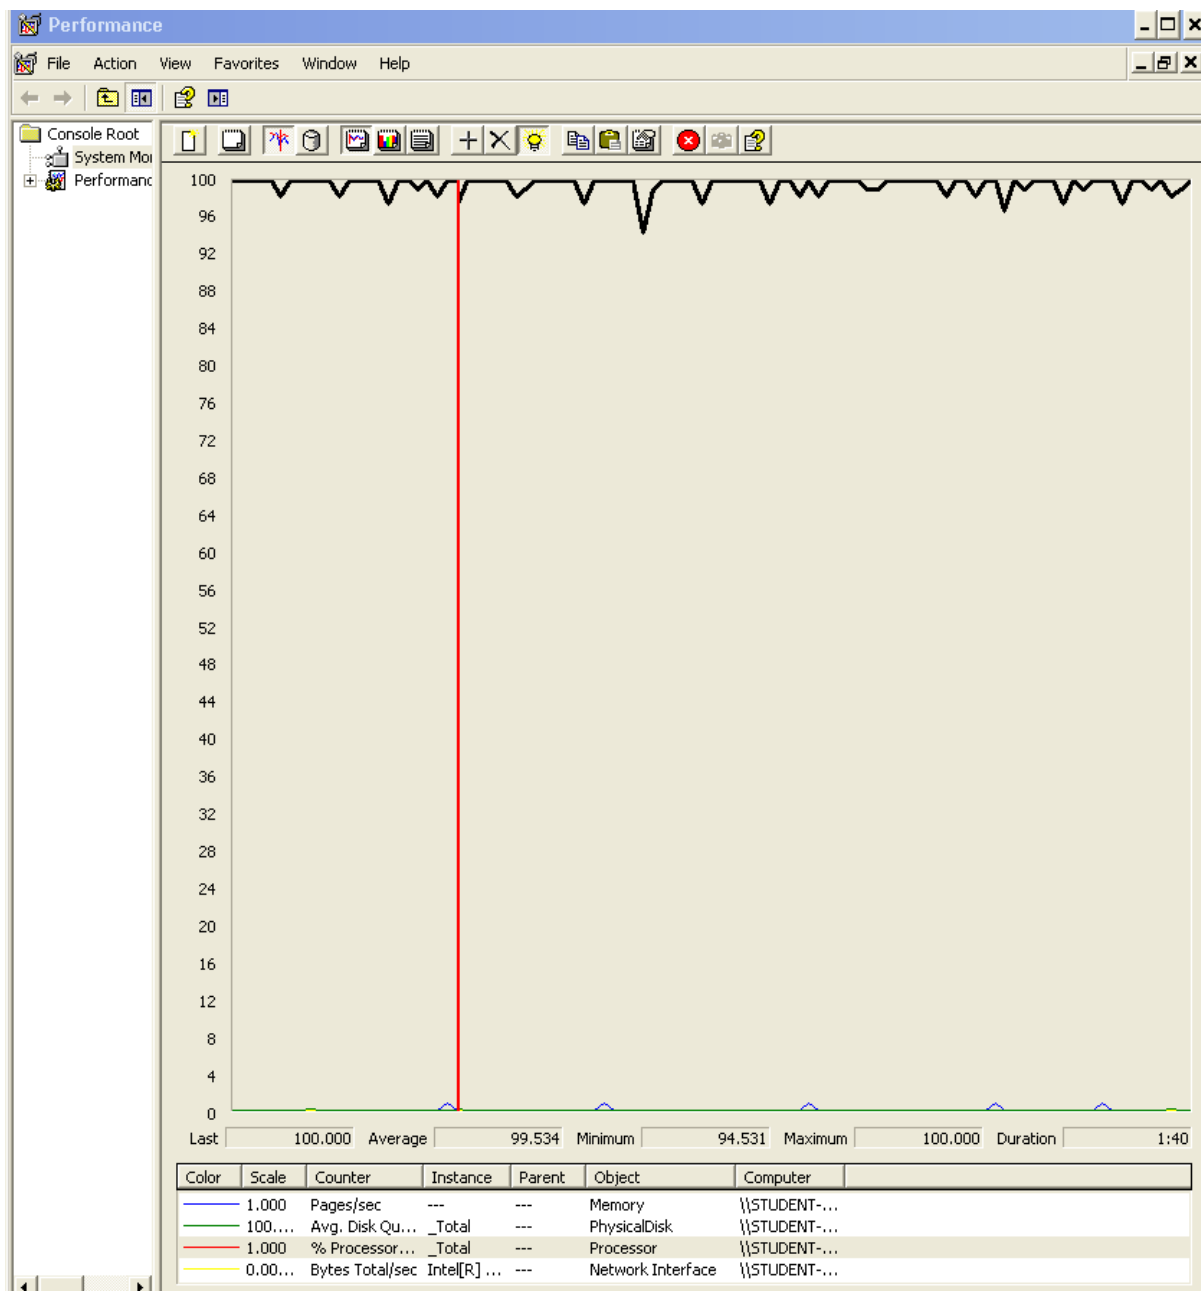 Performance
File Action View Favorites Window Help
Console Root
System Mor
Performanc
100
96
92
88
84
80
76
72
68
64
60
56
52
48
44
40
36
32
28
24
20
16
12
8
4
0
Last 100.000 Average 99.534 Minimum 94.531 Maximum 100.000 Duration 1:40
Color Scale Counter Instance Parent Object Computer
1.000 Pages/sec --- --- Memory \\STUDENT-...
100.... Avg. Disk Qu... _Total --- PhysicalDisk \\STUDENT-...
1.000 % Processor... _Total --- Processor \\STUDENT-...
0.00... Bytes Total/sec Intel[R] ... --- Network Interface \\STUDENT-...